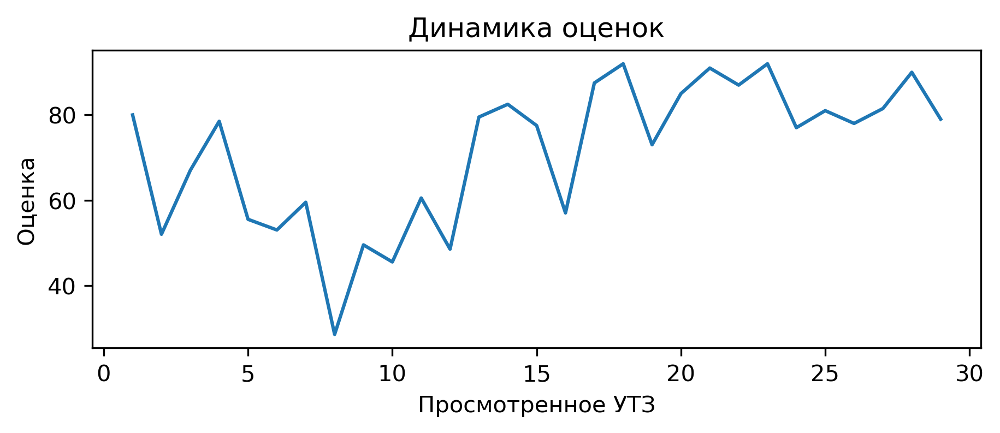 Динамика оценок
Оценка
80
60
40
0 5 10 15 20 25 30
Просмотренное УТЗ